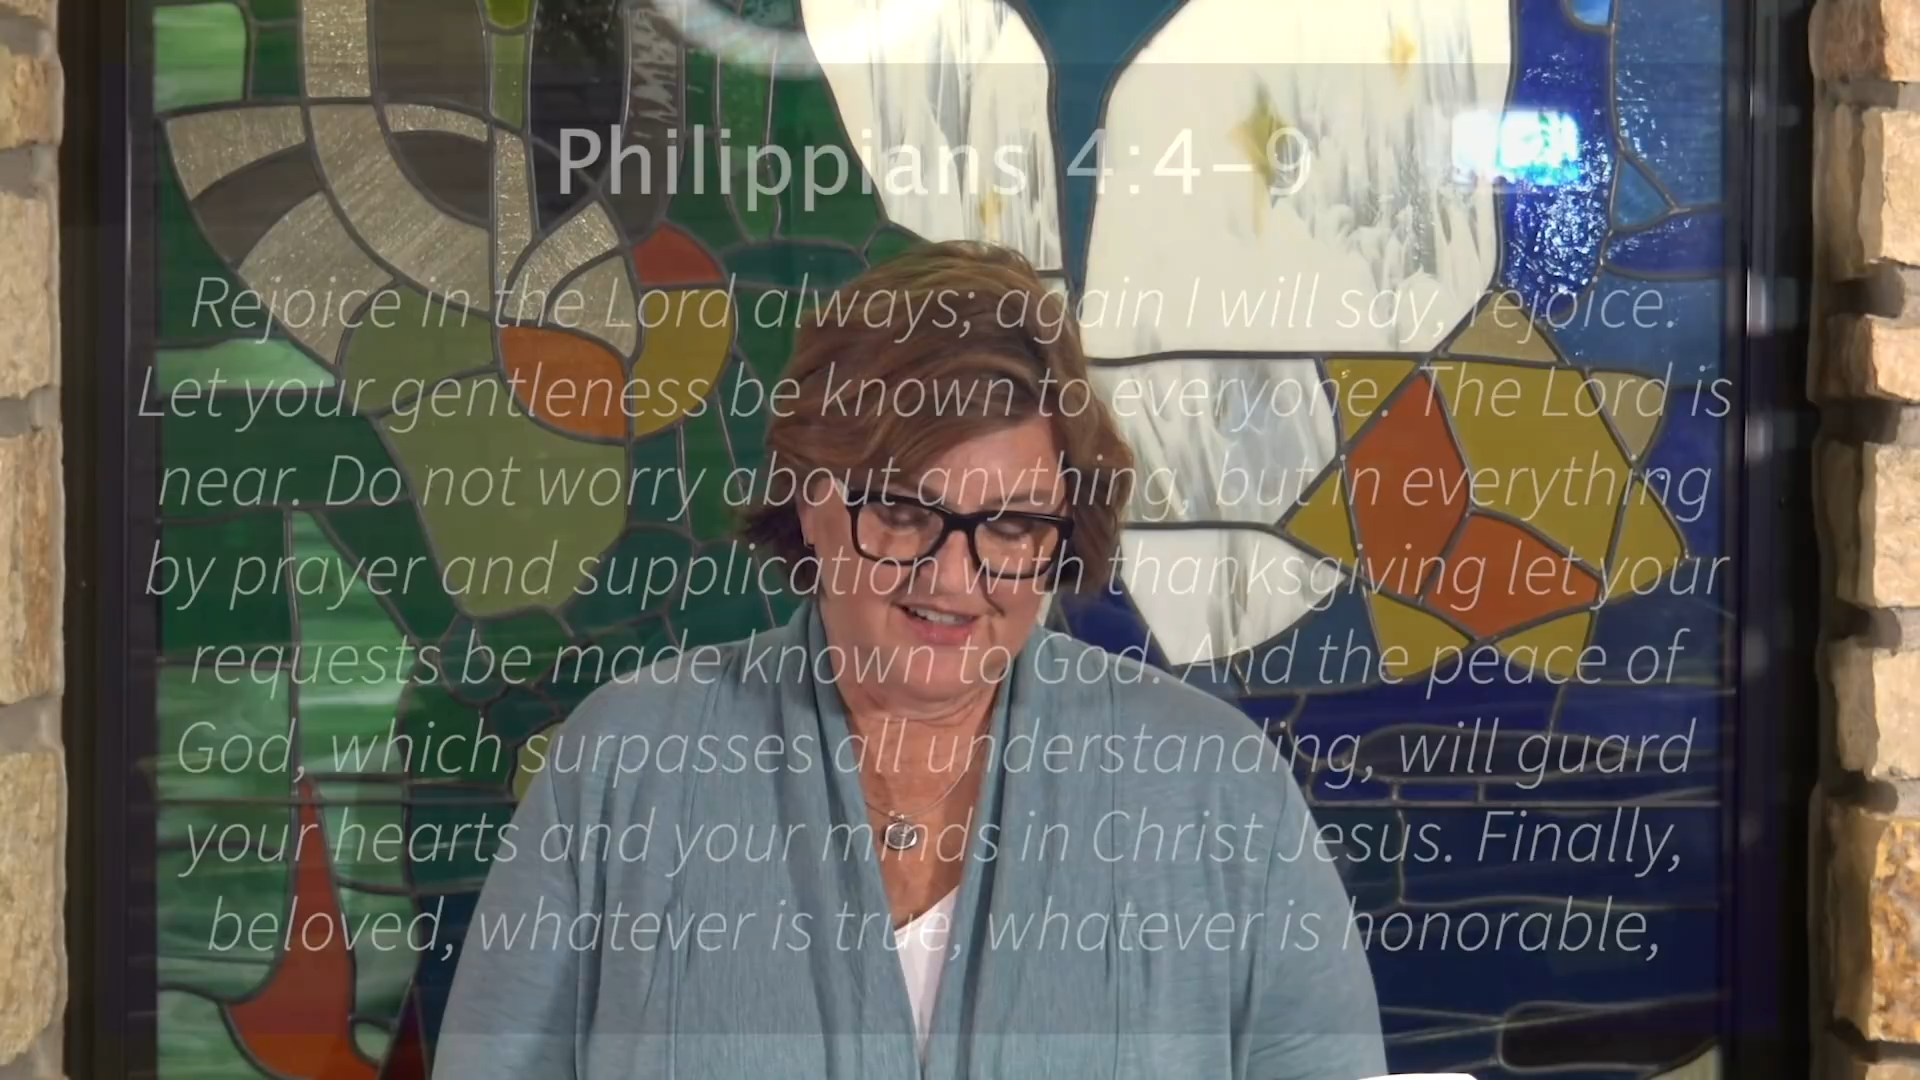 Philippians 4:4–9
Rejoice in the Lord always; again I will say, rejoice.
Let your gentleness be known to everyone. The Lord is
near. Do not worry about anything, but in everything
by prayer and supplication with thanksgiving let your
requests be made known to God. And the peace of
God, which surpasses all understanding, will guard
your hearts and your minds in Christ Jesus. Finally,
beloved, whatever is true, whatever is honorable,